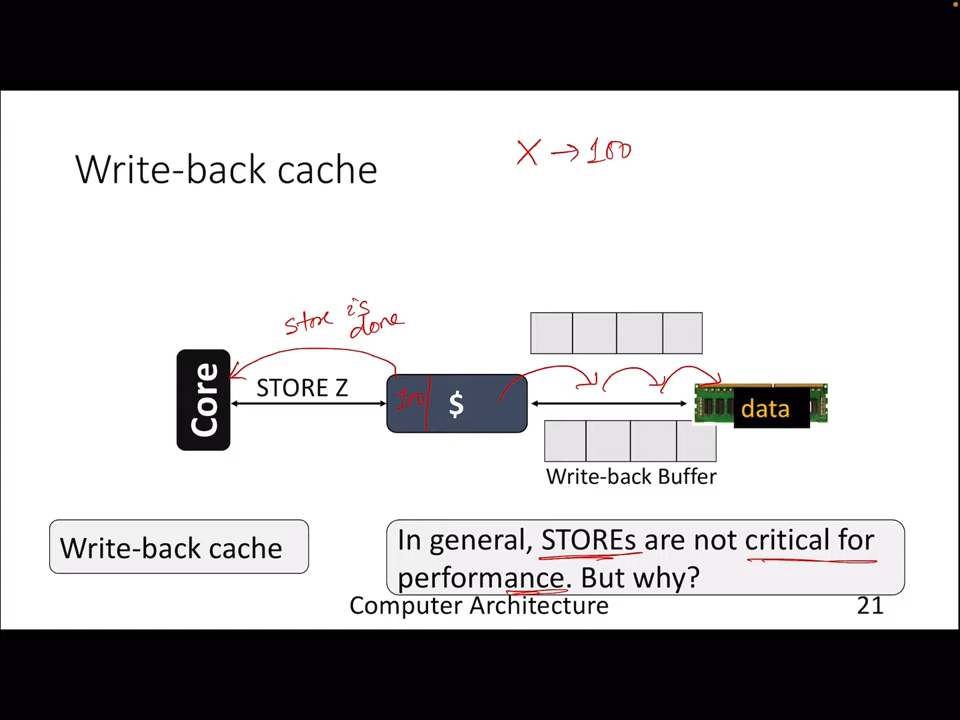 Write-back cache
X → 100
store is done
Core
STORE Z
100
$
data
Write-back Buffer
Write-back cache
In general, STOREs are not critical for
performance. But why?
Computer Architecture
21